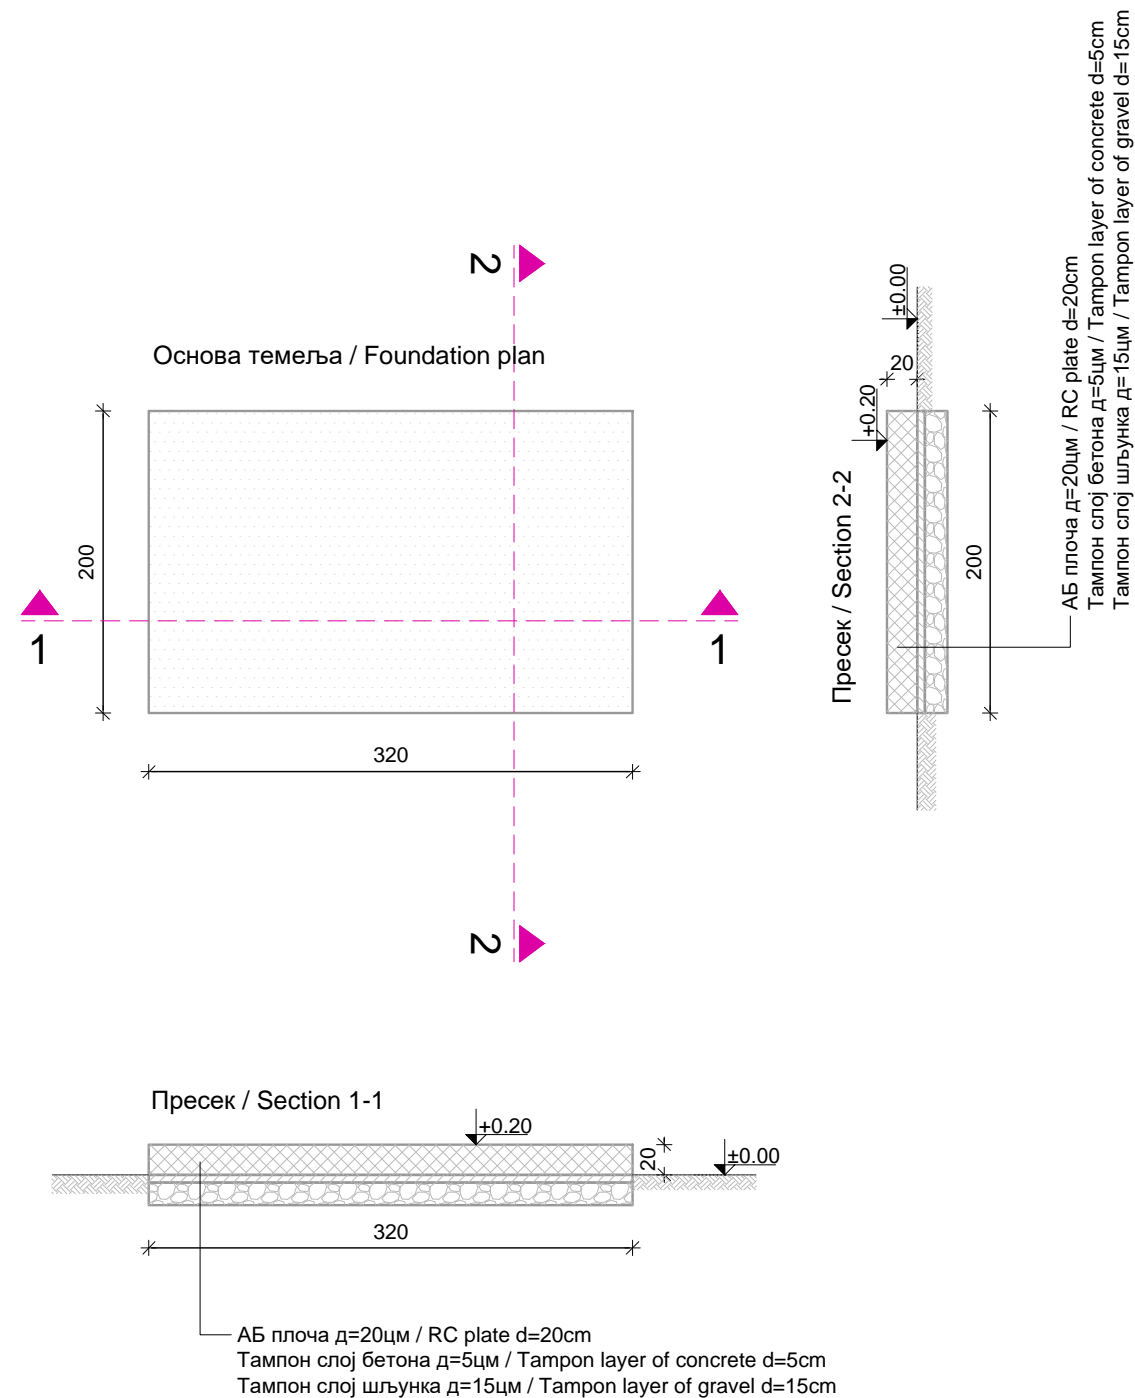 2
Основа темеља / Foundation plan
200
1
1
320
2
±0.00
20
+0.20
Пресек / Section 2-2
200
АБ плоча д=20цм / RC plate d=20cm
Тампон слој бетона д=5цм / Tampon layer of concrete d=5cm
Тампон слој шљунка д=15цм / Tampon layer of gravel d=15cm
Пресек / Section 1-1
+0.20
20
±0.00
320
АБ плоча д=20цм / RC plate d=20cm
Тампон слој бетона д=5цм / Tampon layer of concrete d=5cm
Тампон слој шљунка д=15цм / Tampon layer of gravel d=15cm